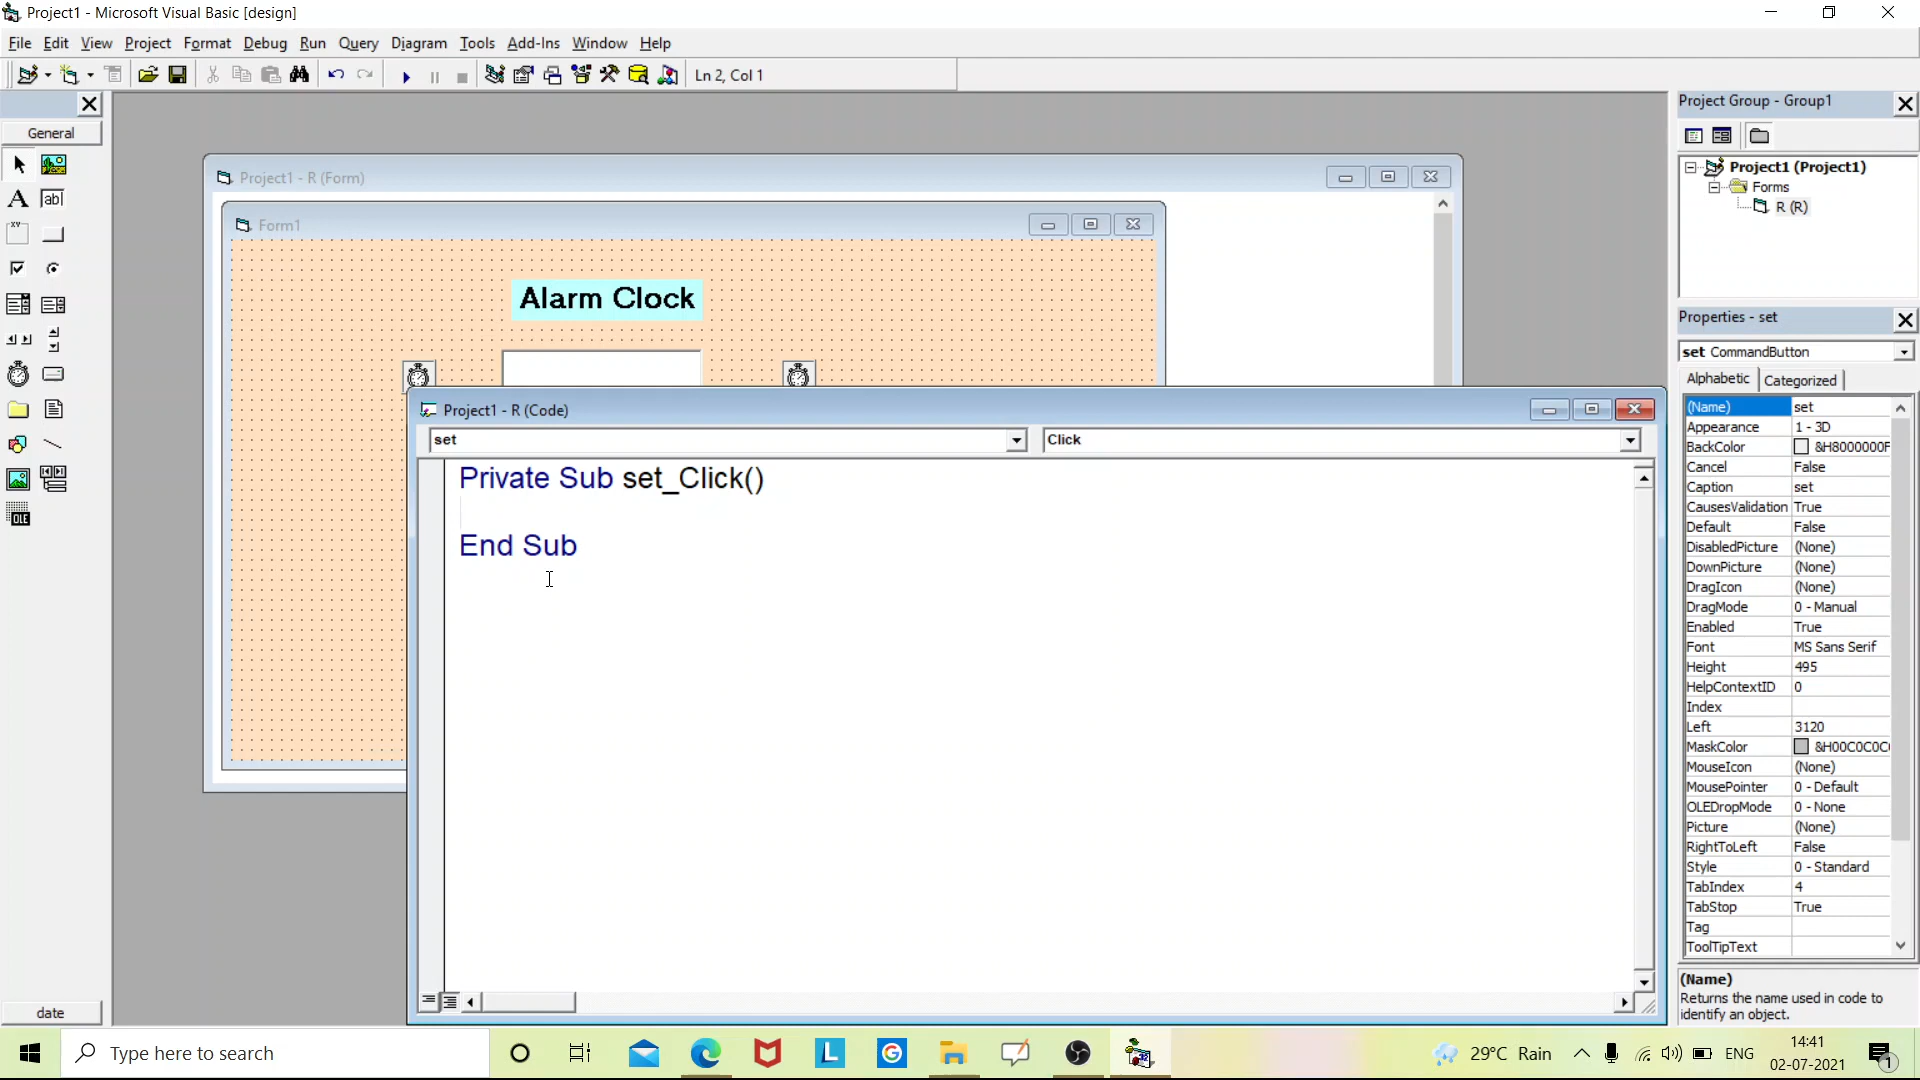 Project1 - Microsoft Visual Basic [design]
File Edit View Project Format Debug Run Query Diagram Tools Add-Ins Window Help
Ln 2, Col 1
General
Project1 - R (Form)
Form1
Alarm Clock
Project1 - R (Code)
set Click
Private Sub set_Click()
End Sub
date
Project Group - Group1
Project1 (Project1)
Forms
R (R)
Properties - set
set CommandButton
Alphabetic Categorized
(Name) set
Appearance 1 - 3D
BackColor &H8000000F
Cancel False
Caption set
CausesValidation True
Default False
DisabledPicture (None)
DownPicture (None)
DragIcon (None)
DragMode 0 - Manual
Enabled True
Font MS Sans Serif
Height 495
HelpContextID 0
Index
Left 3120
MaskColor &H00C0C0C
MouseIcon (None)
MousePointer 0 - Default
OLEDropMode 0 - None
Picture (None)
RightToLeft False
Style 0 - Standard
TabIndex 4
TabStop True
Tag
ToolTipText
(Name)
Returns the name used in code to
identify an object.
Type here to search
29°C Rain
ENG
14:41
02-07-2021
1